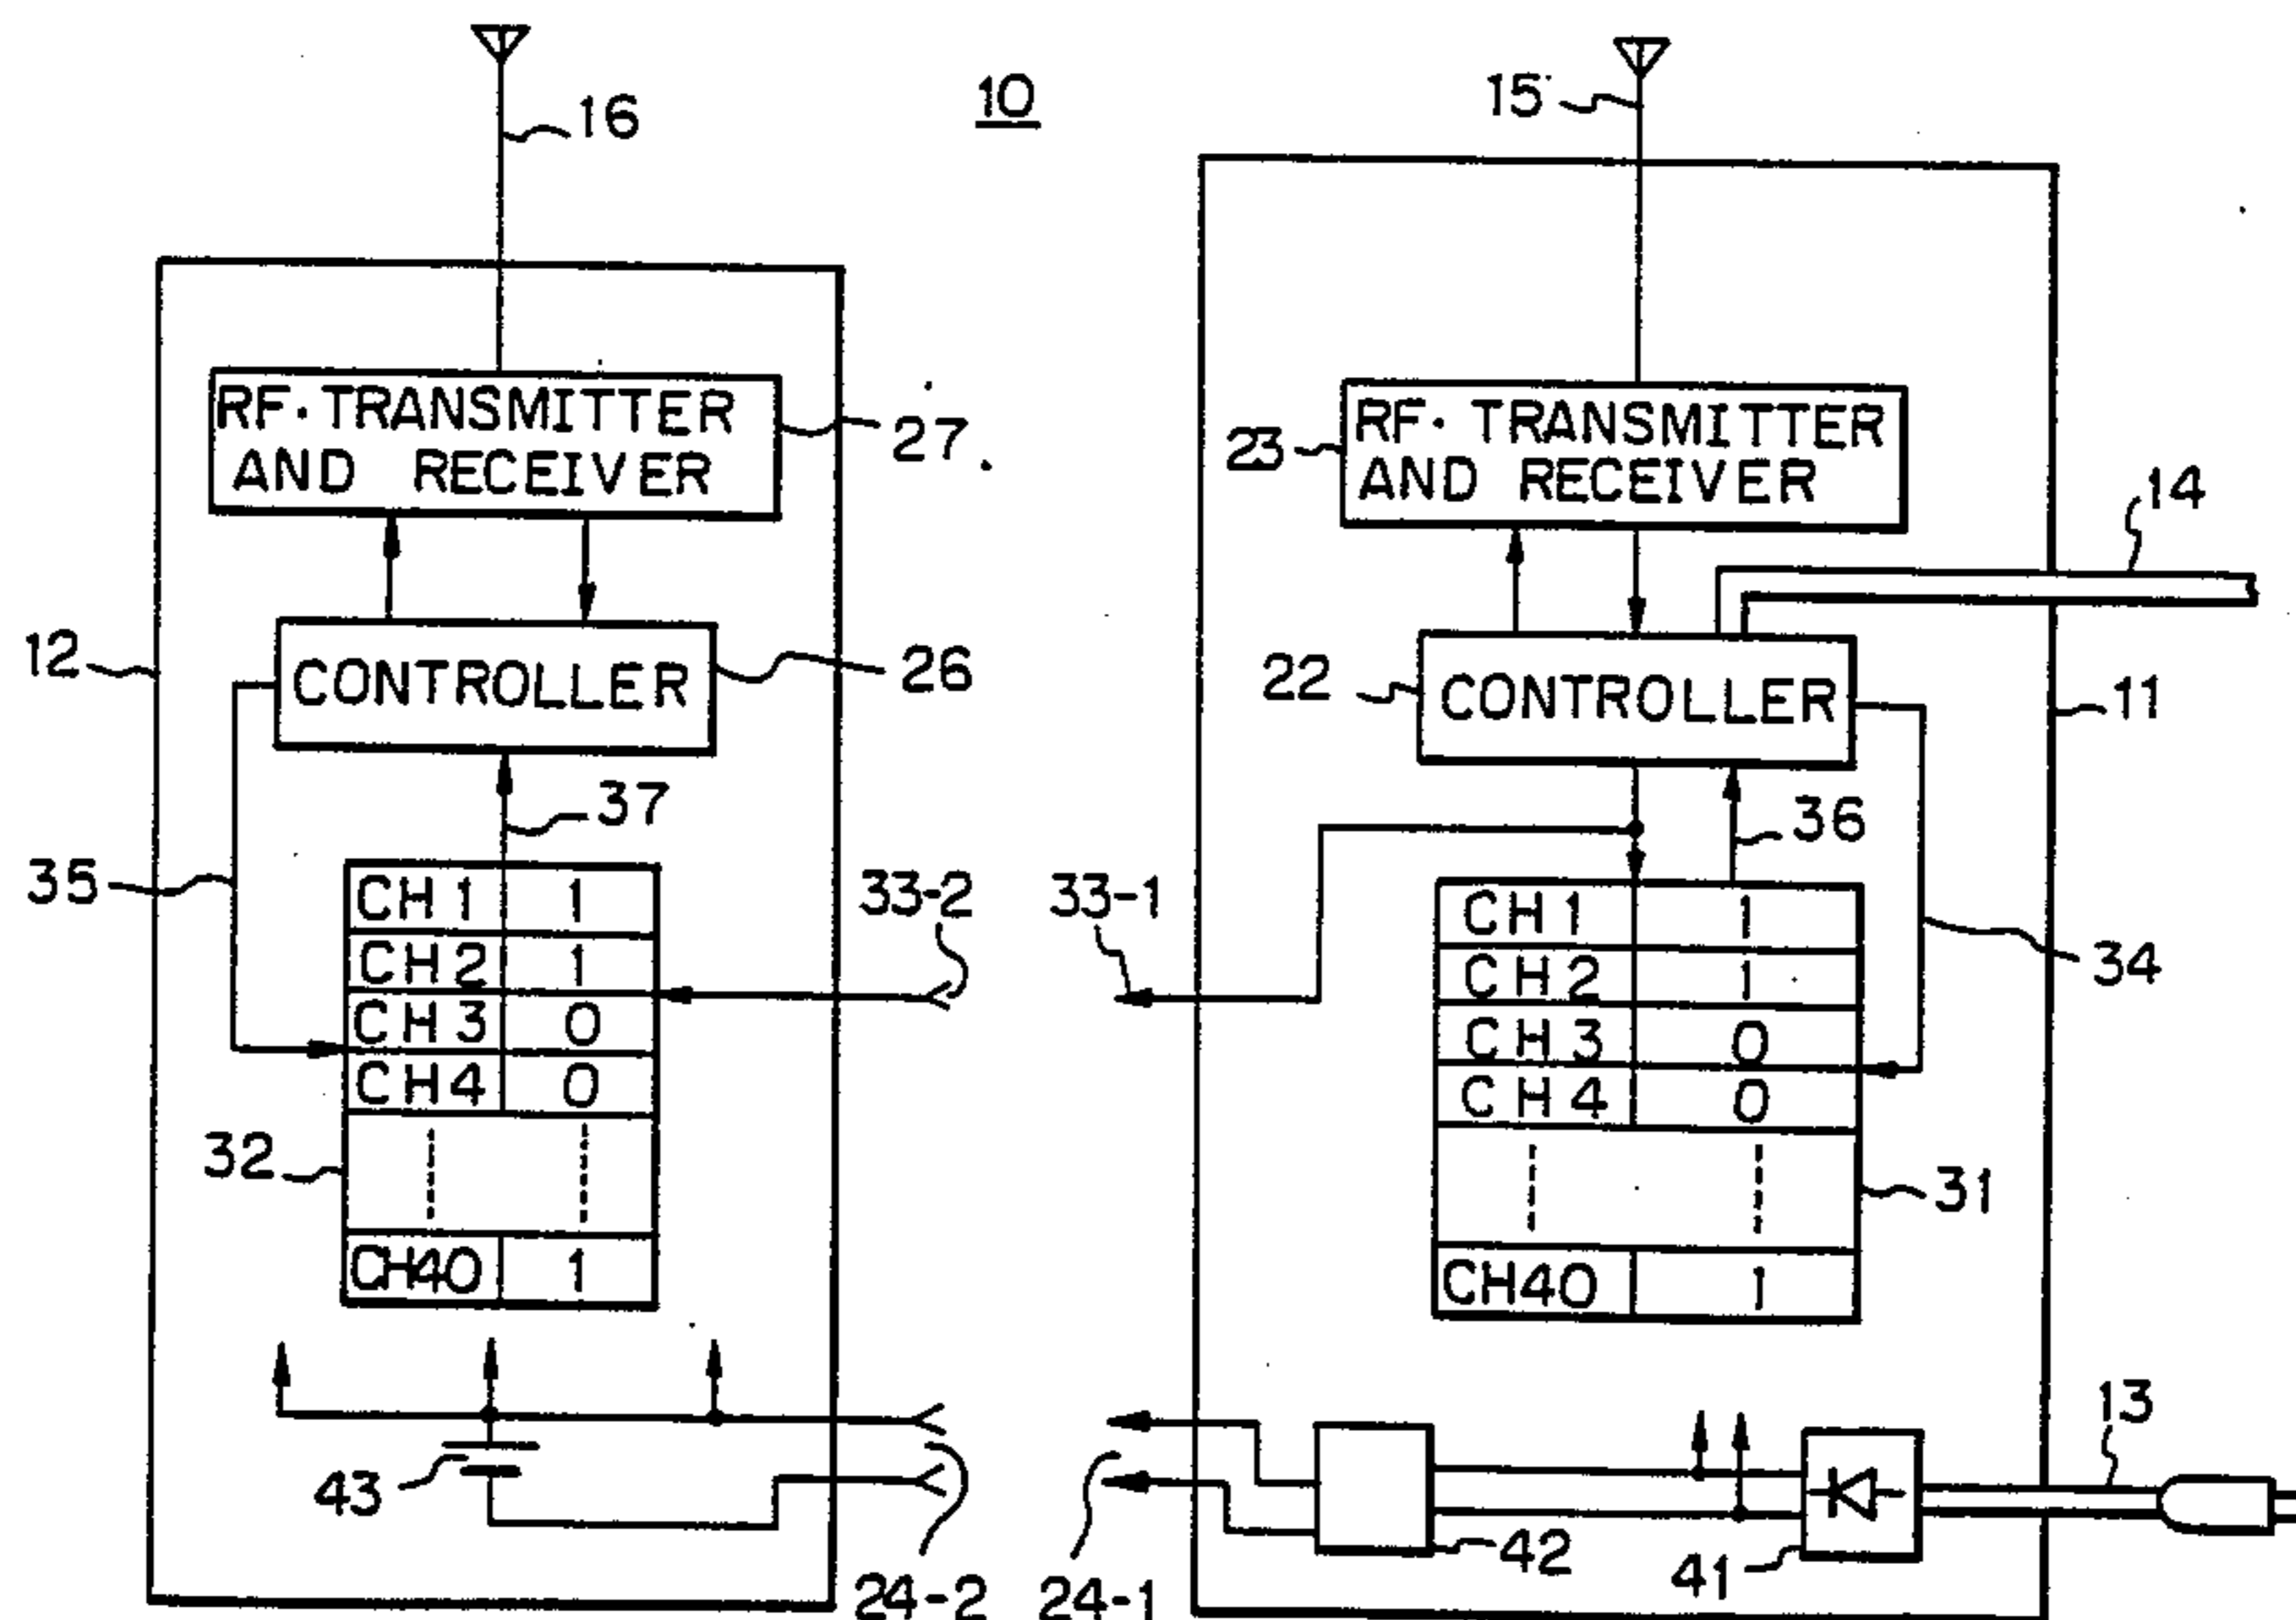 16
10
15
RF. TRANSMITTER
AND RECEIVER
27
23
RF. TRANSMITTER
AND RECEIVER
14
12
CONTROLLER
26
22
CONTROLLER
11
37
36
35
33-2
33-1
34
CH1 1
CH2 1
CH3 0
CH4 0
CH40 1
32
CH1 1
CH2 1
CH3 0
CH4 0
CH40 1
31
13
43
42
41
24-2
24-1